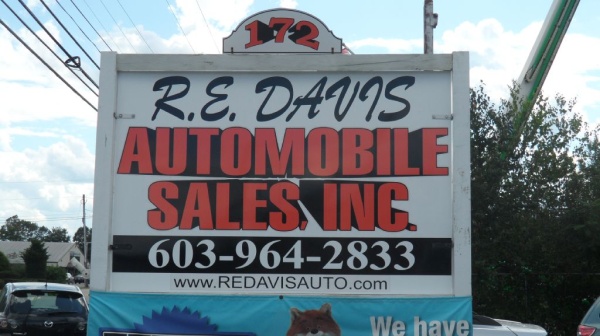 172
R.E. DAVIS
AUTOMOBILE
SALES, INC.
603-964-2833
www.REDAVISAUTO.com
We have